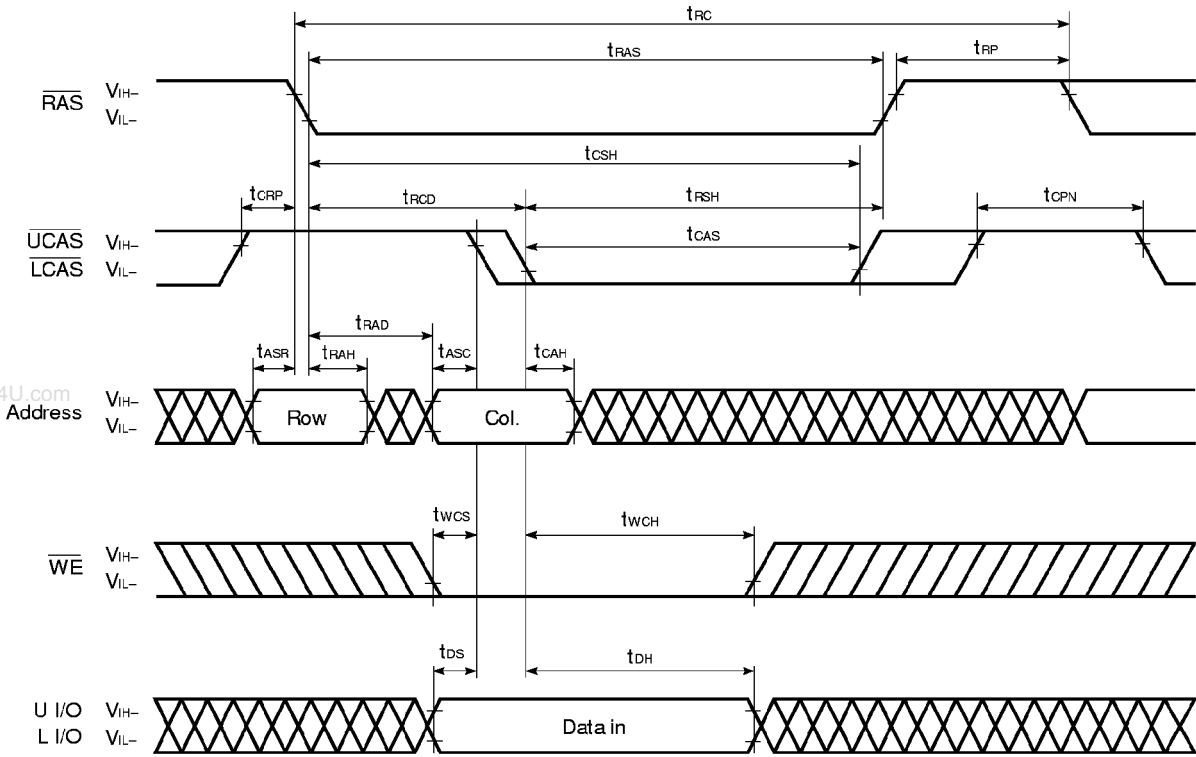 tRC
tRAS
tRP
RAS VIH–
VIL–
tCSH
tCRP
tRCD
tRSH
tCPN
UCAS VIH–
LCAS VIL–
tCAS
tRAD
tASR
tRAH
tASC
tCAH
4U.com
Address VIH–
VIL–
Row
Col.
tWCS
tWCH
WE VIH–
VIL–
tDS
tDH
U I/O VIH–
L I/O VIL–
Data in